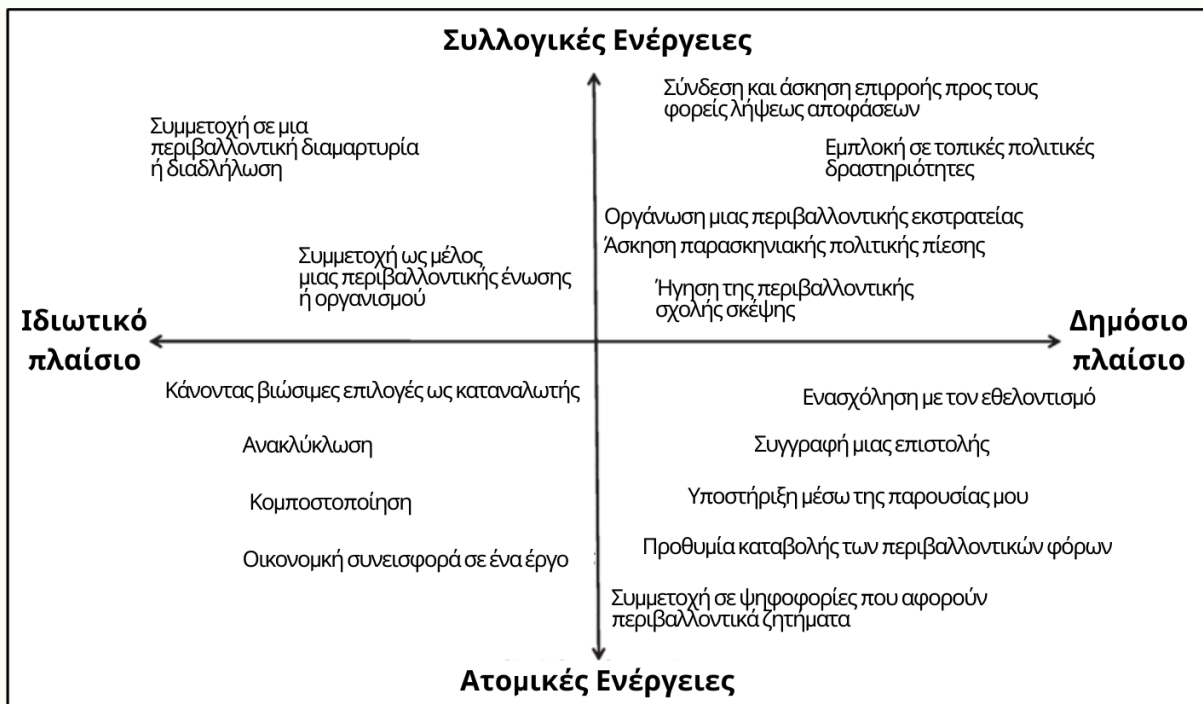 Συλλογικές Ενέργειες
Σύνδεση και άσκηση επιρροής προς τους
φορείς λήψεως αποφάσεων
Συμμετοχή σε μια
περιβαλλοντική διαμαρτυρία
ή διαδλήλωση
Εμπλοκή σε τοπικές πολιτικές
δραστηριότητες
Οργάνωση μιας περιβαλλοντικής εκστρατείας
Άσκηση παρασκηνιακής πολιτικής πίεσης
Συμμετοχή ως μέλος
μιας περιβαλλοντικής ένωσης
ή οργανισμού
Ήγηση της περιβαλλοντικής
σχολής σκέψης
Ιδιωτικό
πλαίσιο
Δημόσιο
πλαίσιο
Κάνοντας βιώσιμες επιλογές ως καταναλωτής
Ενασχόληση με τον εθελοντισμό
Ανακλύκλωση
Συγγραφή μιας επιστολής
Κομποστοποίηση
Υποστήριξη μέσω της παρουσίας μου
Οικονομκή συνεισφορά σε ένα έργο
Προθυμία καταβολής των περιβαλλοντικών φόρων
Συμμετοχή σε ψηφοφορίες που αφορούν
περιβαλλοντικά ζητήματα
Ατομικές Ενέργειες